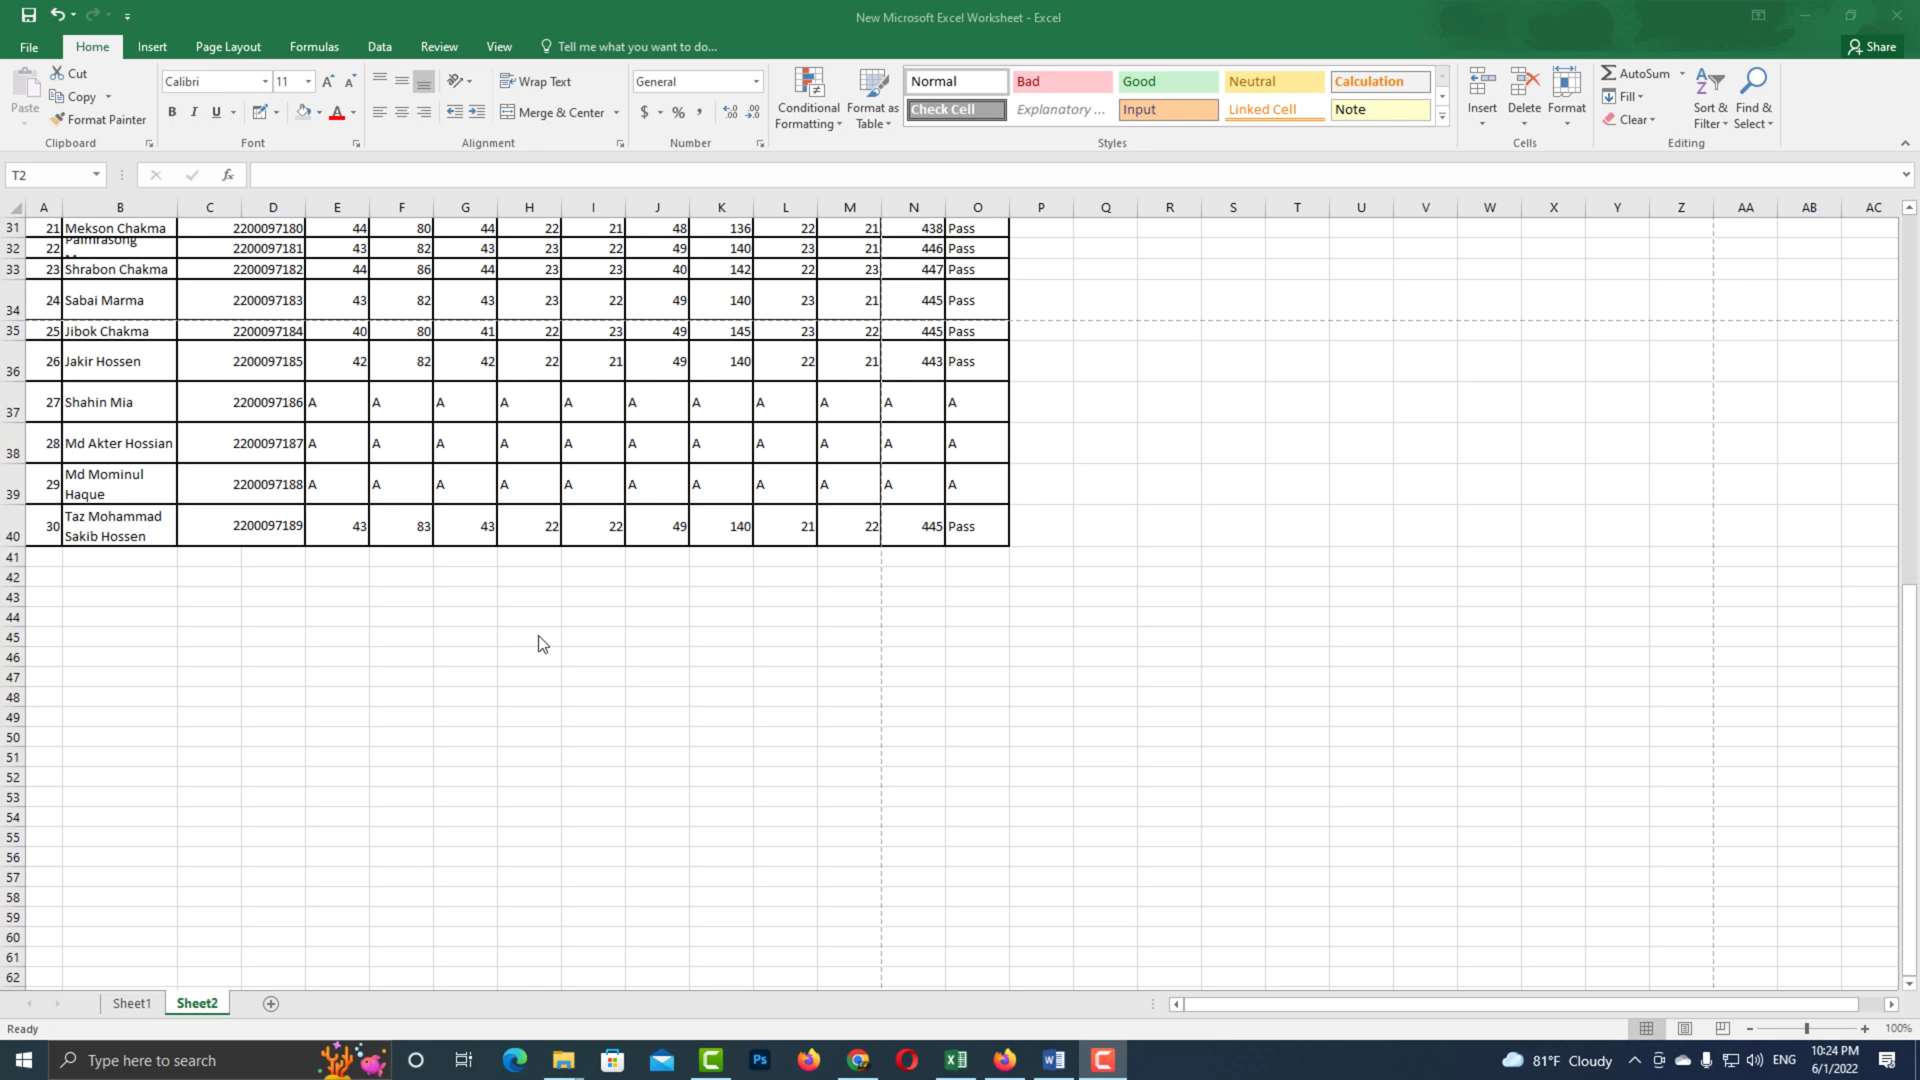 New Microsoft Excel Worksheet - Excel
File Home Insert Page Layout Formulas Data Review View Tell me what you want to do... Share
Cut
Copy
Format Painter
Paste
Clipboard
Calibri 11
B I U
Font
Wrap Text
Merge & Center
Alignment
General
$ % ,
Number
Conditional Formatting
Format as Table
Normal Bad Good Neutral Calculation
Check Cell Explanatory ... Input Linked Cell Note
Styles
Insert Delete Format
Cells
AutoSum
Fill
Clear
Sort & Filter
Find & Select
Editing
T2 fx
A B C D E F G H I J K L M N O P Q R S T U V W X Y Z AA AB AC
31 21 Mekson Chakma 2200097180 44 80 44 22 21 48 136 22 21 438 Pass
32 22 2200097181 43 82 43 23 22 49 140 23 21 446 Pass
33 23 Shrabon Chakma 2200097182 44 86 44 23 23 40 142 22 23 447 Pass
34 24 Sabai Marma 2200097183 43 82 43 23 22 49 140 23 21 445 Pass
35 25 Jibok Chakma 2200097184 40 80 41 22 23 49 145 23 22 445 Pass
36 26 Jakir Hossen 2200097185 42 82 42 22 21 49 140 22 21 443 Pass
37 27 Shahin Mia 2200097186 A A A A A A A A A A A
38 28 Md Akter Hossian 2200097187 A A A A A A A A A A A
39 29 Md Mominul Haque 2200097188 A A A A A A A A A A A
40 30 Taz Mohammad Sakib Hossen 2200097189 43 83 43 22 22 49 140 21 22 445 Pass
41
42
43
44
45
46
47
48
49
50
51
52
53
54
55
56
57
58
59
60
61
62
Sheet1 Sheet2
Ready 100%
Type here to search
Ps
81°F Cloudy ENG
10:24 PM
6/1/2022